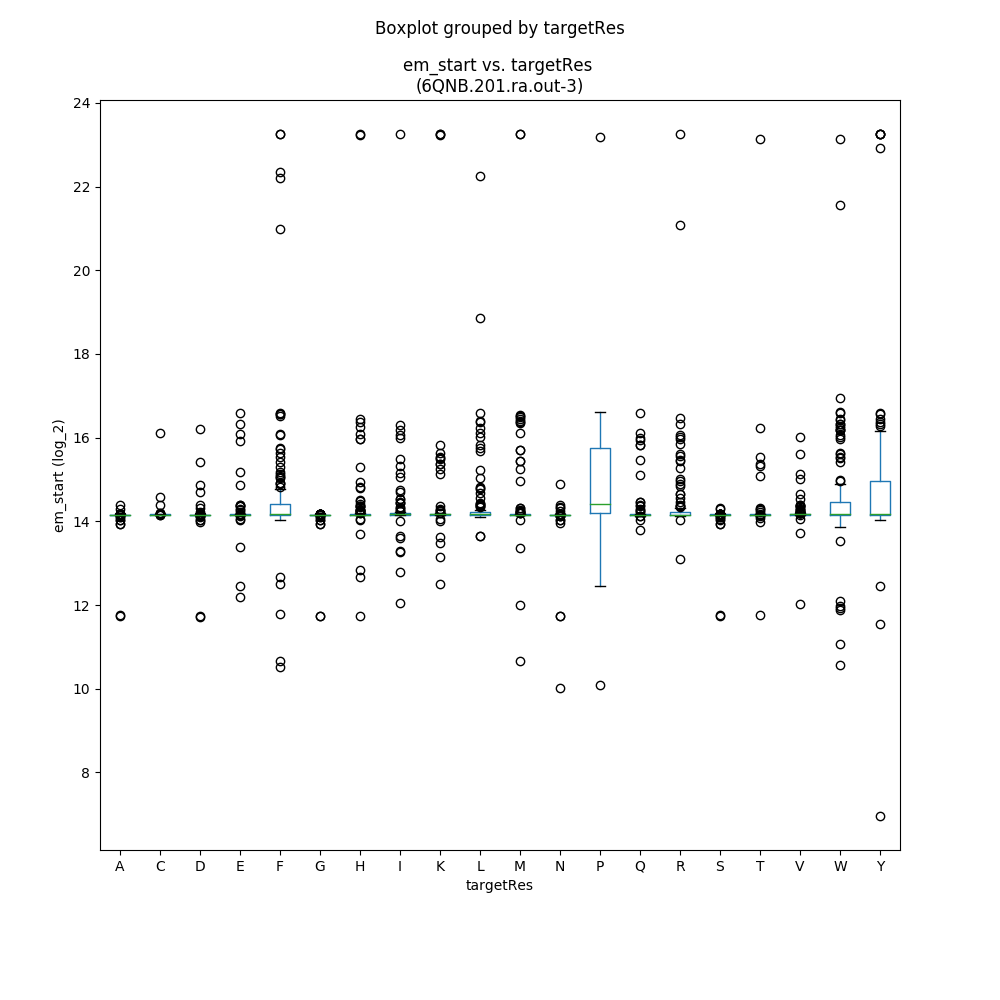 Boxplot grouped by targetRes
em_start vs. targetRes
(6QNB.201.ra.out-3)
24
22
20
18
16
14
12
10
8
em_start (log_2)
A C D E F G H I K L M N P Q R S T V W Y
targetRes